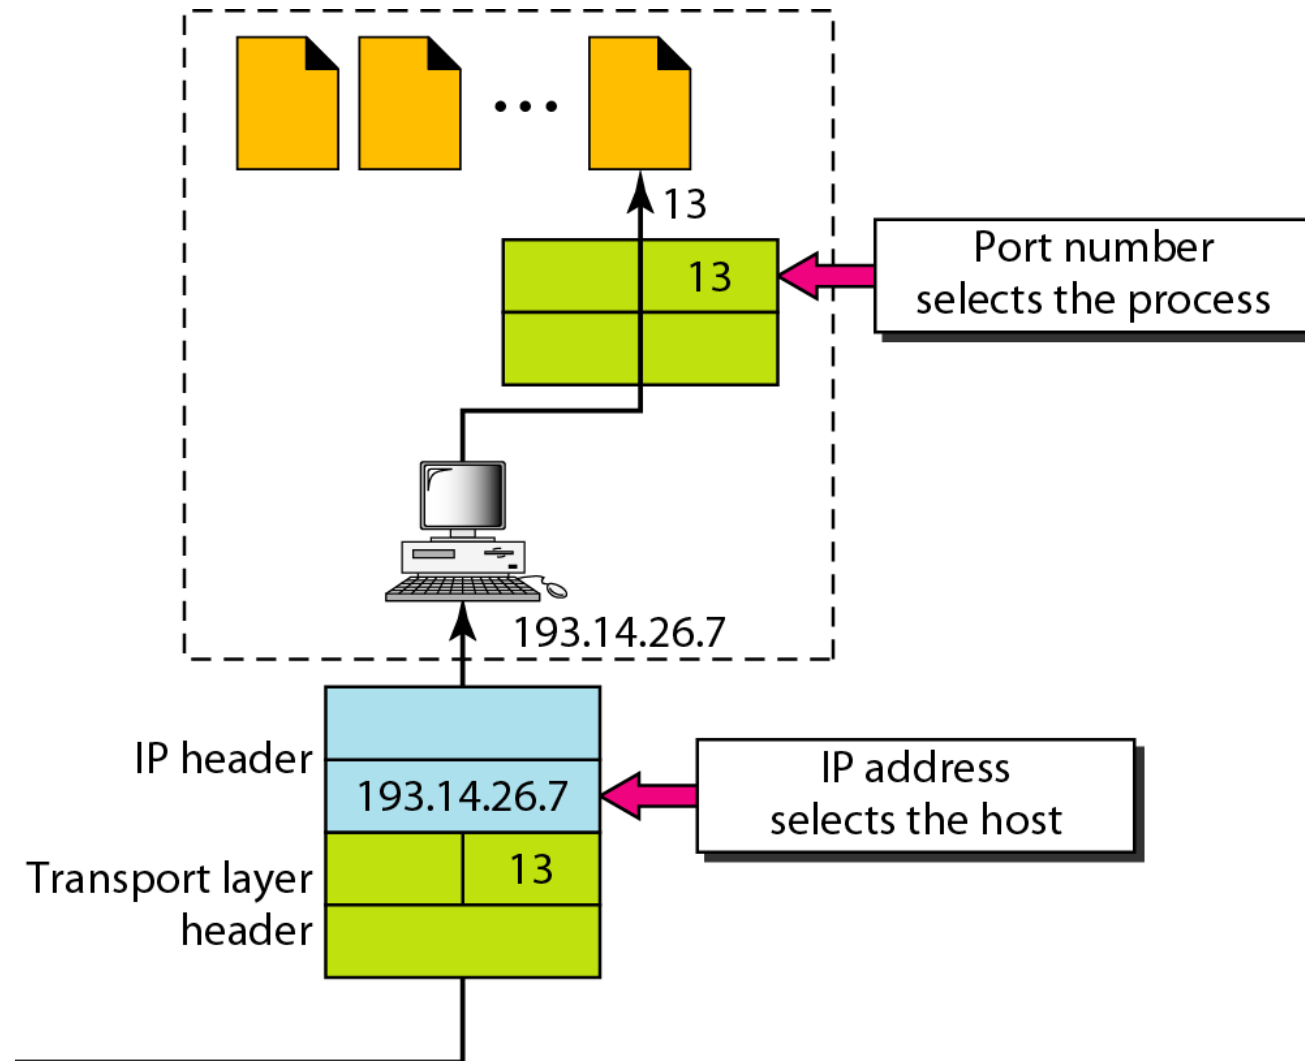 13
13
Port number
selects the process
193.14.26.7
IP header
193.14.26.7
IP address
selects the host
Transport layer
header
13